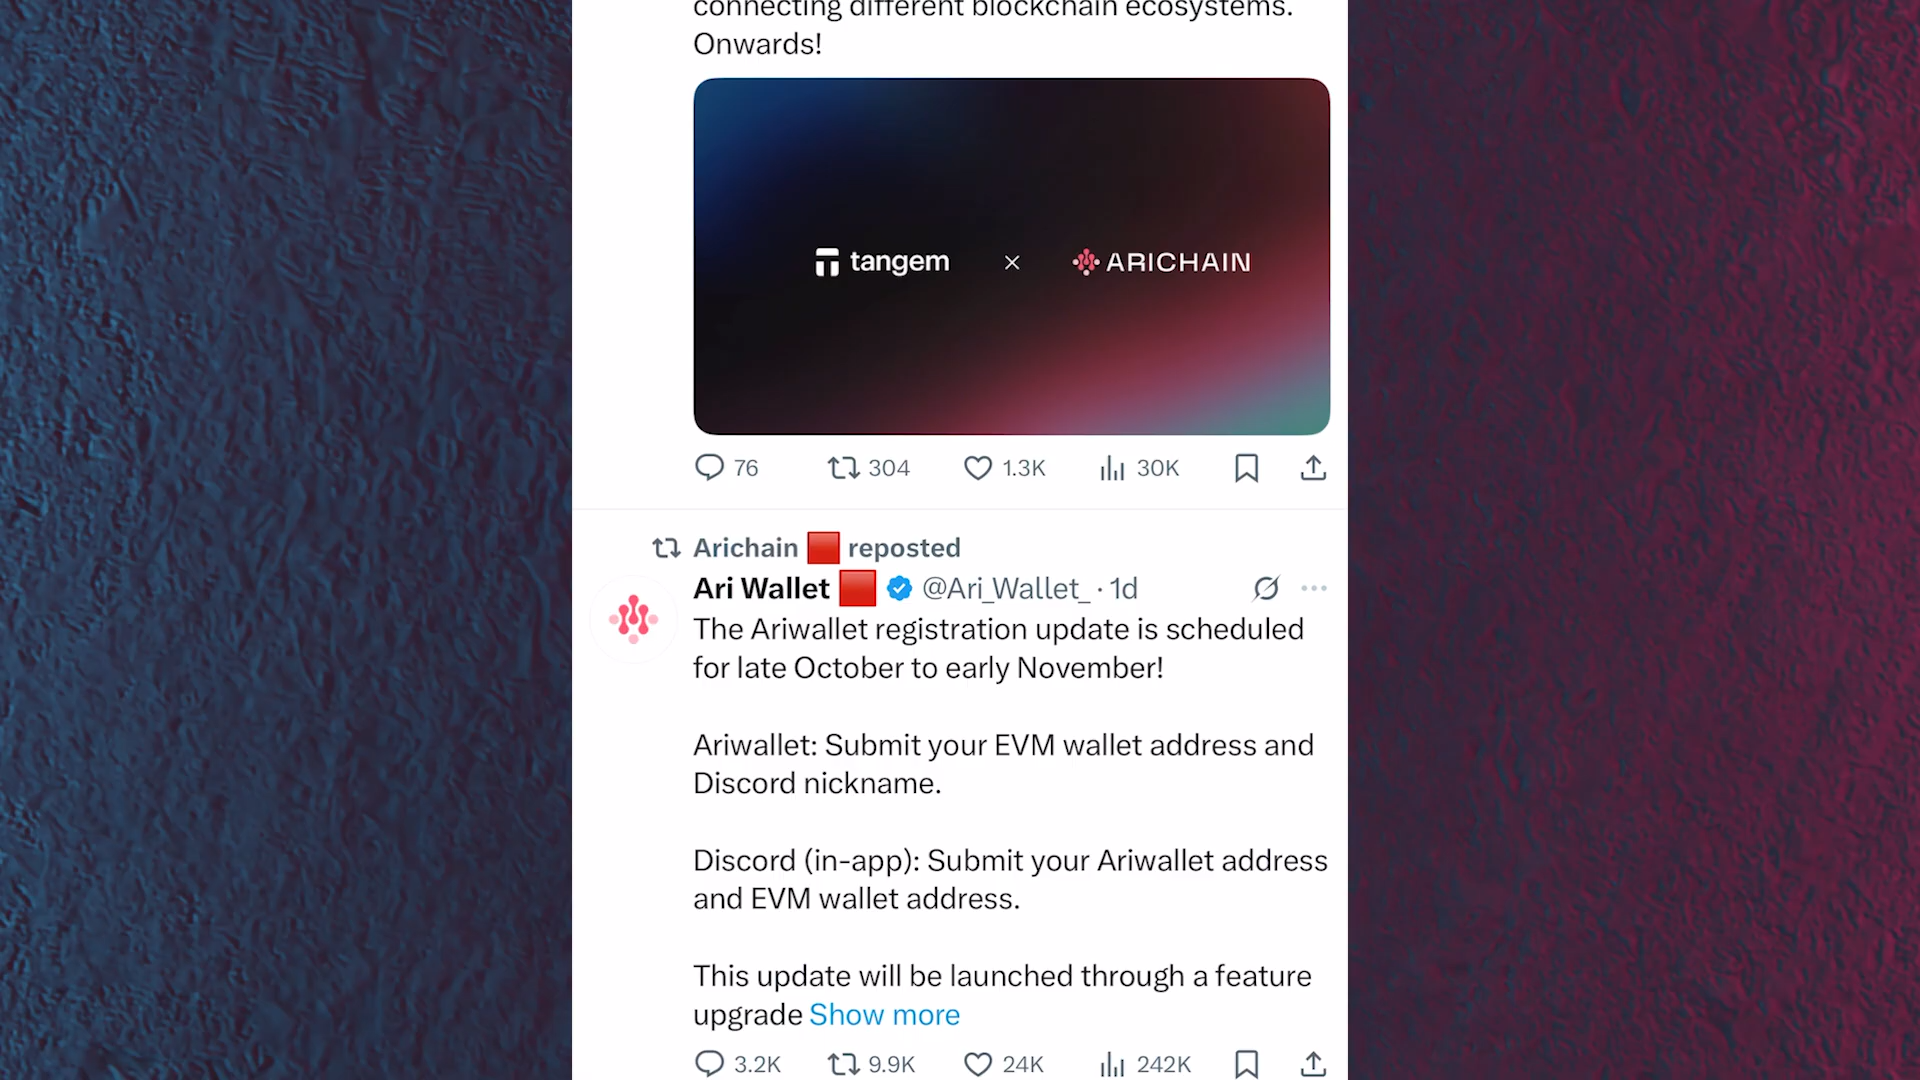 connecting different blockchain ecosystems.
Onwards!
tangem × ARICHAIN
76 304 1.3K 30K
Arichain 🟥 reposted
Ari Wallet 🟥 @Ari_Wallet_ · 1d
The Ariwallet registration update is scheduled
for late October to early November!
Ariwallet: Submit your EVM wallet address and
Discord nickname.
Discord (in-app): Submit your Ariwallet address
and EVM wallet address.
This update will be launched through a feature
upgrade Show more
3.2K 9.9K 24K 242K